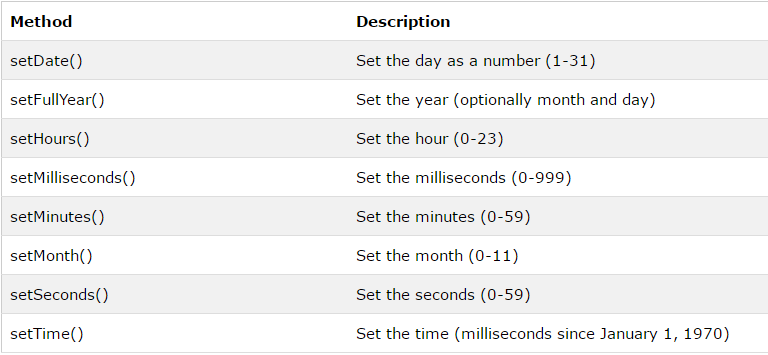 Method Description
setDate() Set the day as a number (1-31)
setFullYear() Set the year (optionally month and day)
setHours() Set the hour (0-23)
setMilliseconds() Set the milliseconds (0-999)
setMinutes() Set the minutes (0-59)
setMonth() Set the month (0-11)
setSeconds() Set the seconds (0-59)
setTime() Set the time (milliseconds since January 1, 1970)